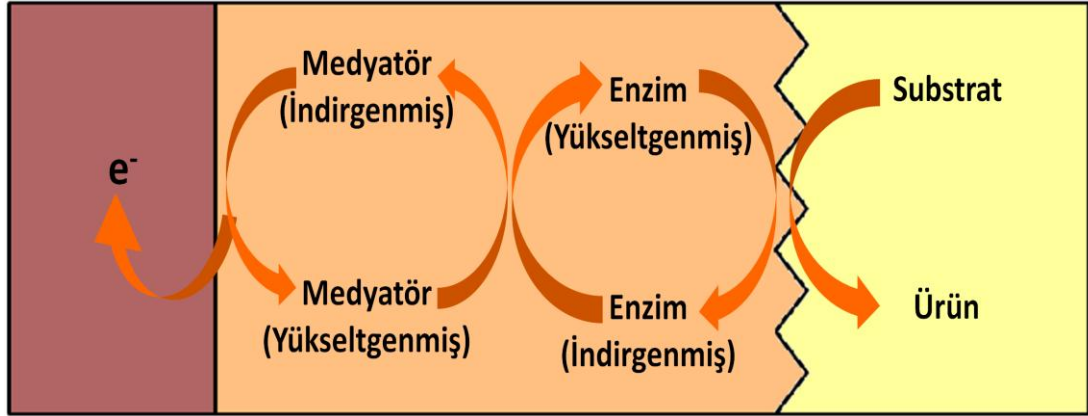 e-
Medyatör
(İndirgenmiş)
Medyatör
(Yükseltgenmiş)
Enzim
(Yükseltgenmiş)
Enzim
(İndirgenmiş)
Substrat
Ürün